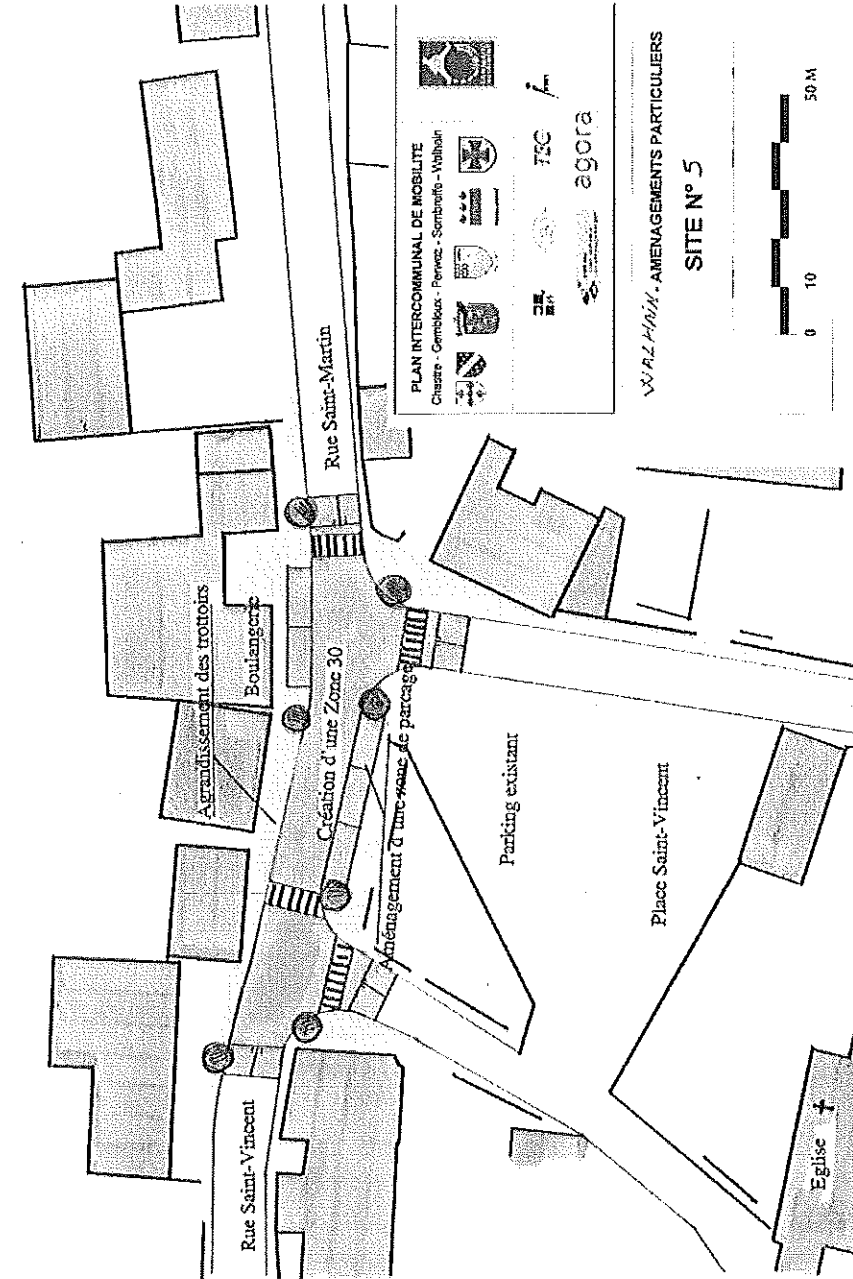 Rue Saint-Vincent
Eglise
Agrandissement des trottoirs
Boulangerie
Création d'une Zone 30
Aménagement d'une zone de parcage
Parking existant
Place Saint-Vincent
Rue Saint-Martin
PLAN INTERCOMMUNAL DE MOBILITE
Chastre - Gembloux - Perwez - Sombreffe - Walhain
TEC
agora
WALHAIN - AMENAGEMENTS PARTICULIERS
SITE N° 5
0 10 50 M